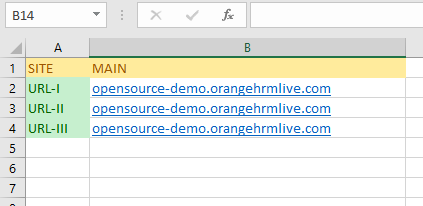 B14
fx
A B
1 SITE MAIN
2 URL-I opensource-demo.orangehrmlive.com
3 URL-II opensource-demo.orangehrmlive.com
4 URL-III opensource-demo.orangehrmlive.com
5
6
7
8